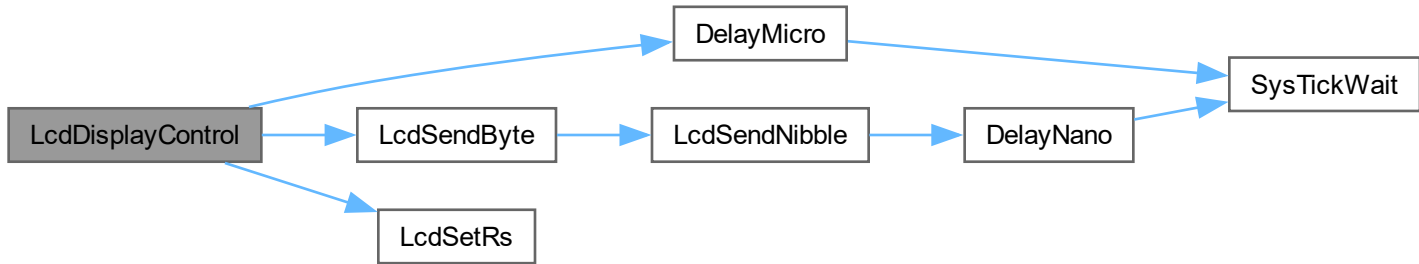 LcdDisplayControl
DelayMicro
LcdSendByte
LcdSetRs
LcdSendNibble
DelayNano
SysTickWait